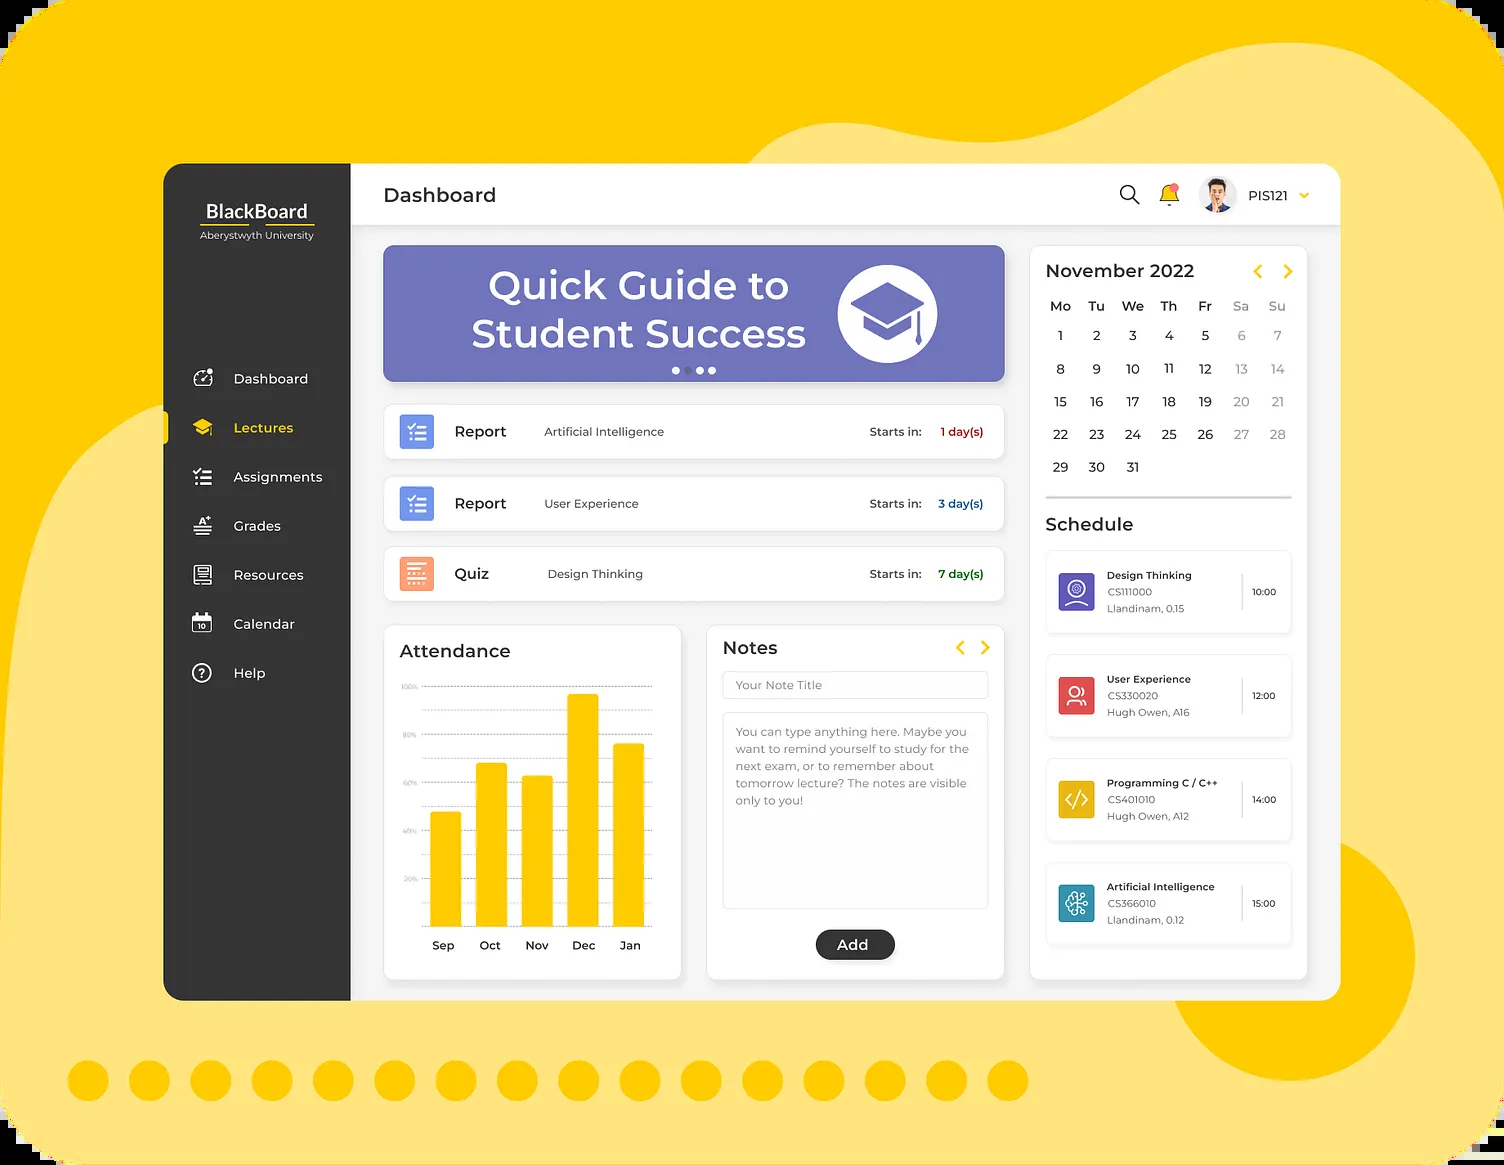 BlackBoard
Aberystwyth University
Dashboard
Lectures
Assignments
Grades
Resources
10
Calendar
Help
Dashboard
PIS121
Quick Guide to
Student Success
Report Artificial Intelligence Starts in: 1 day(s)
Report User Experience Starts in: 3 day(s)
Quiz Design Thinking Starts in: 7 day(s)
Attendance
100%
80%
60%
40%
20%
Sep Oct Nov Dec Jan
Notes
Your Note Title
You can type anything here. Maybe you
want to remind yourself to study for the
next exam, or to remember about
tomorrow lecture? The notes are visible
only to you!
Add
November 2022
Mo Tu We Th Fr Sa Su
1 2 3 4 5 6 7
8 9 10 11 12 13 14
15 16 17 18 19 20 21
22 23 24 25 26 27 28
29 30 31
Schedule
Design Thinking
CS111000
Llandinam, 0.15
10:00
User Experience
CS330020
Hugh Owen, A16
12:00
Programming C / C++
CS401010
Hugh Owen, A12
14:00
Artificial Intelligence
CS366010
Llandinam, 0.12
15:00